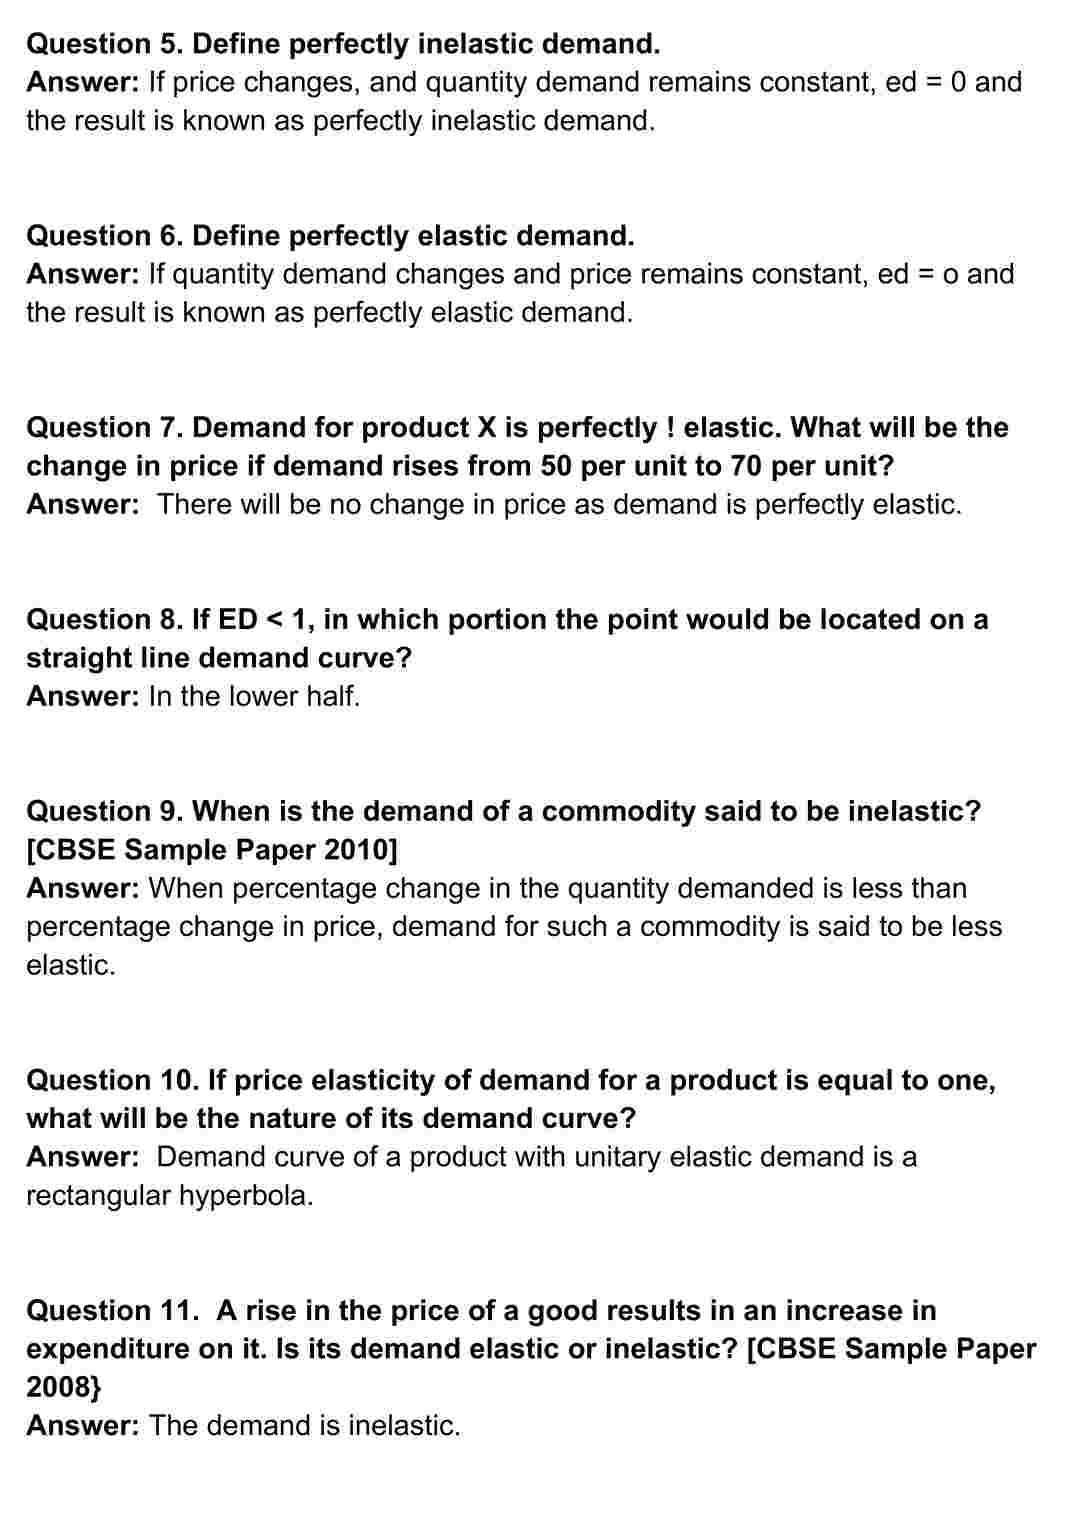 Question 5. Define perfectly inelastic demand.
Answer: If price changes, and quantity demand remains constant, ed = 0 and
the result is known as perfectly inelastic demand.
Question 6. Define perfectly elastic demand.
Answer: If quantity demand changes and price remains constant, ed = o and
the result is known as perfectly elastic demand.
Question 7. Demand for product X is perfectly ! elastic. What will be the
change in price if demand rises from 50 per unit to 70 per unit?
Answer:  There will be no change in price as demand is perfectly elastic.
Question 8. If ED < 1, in which portion the point would be located on a
straight line demand curve?
Answer: In the lower half.
Question 9. When is the demand of a commodity said to be inelastic?
[CBSE Sample Paper 2010]
Answer: When percentage change in the quantity demanded is less than
percentage change in price, demand for such a commodity is said to be less
elastic.
Question 10. If price elasticity of demand for a product is equal to one,
what will be the nature of its demand curve?
Answer:  Demand curve of a product with unitary elastic demand is a
rectangular hyperbola.
Question 11.  A rise in the price of a good results in an increase in
expenditure on it. Is its demand elastic or inelastic? [CBSE Sample Paper
2008}
Answer: The demand is inelastic.